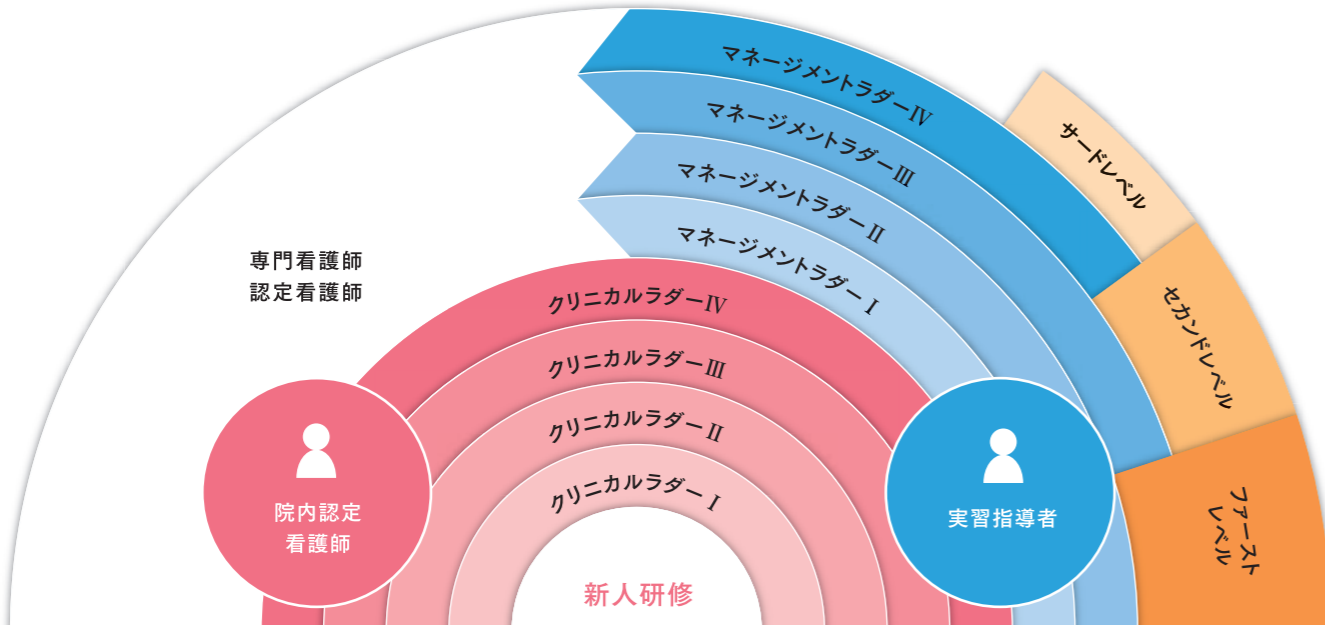 マネージメントラダーⅣ
マネージメントラダーⅢ
マネージメントラダーⅡ
マネージメントラダーⅠ
サードレベル
セカンドレベル
ファースト
レベル
専門看護師
認定看護師
クリニカルラダーⅣ
クリニカルラダーⅢ
クリニカルラダーⅡ
クリニカルラダーⅠ
院内認定
看護師
実習指導者
新人研修